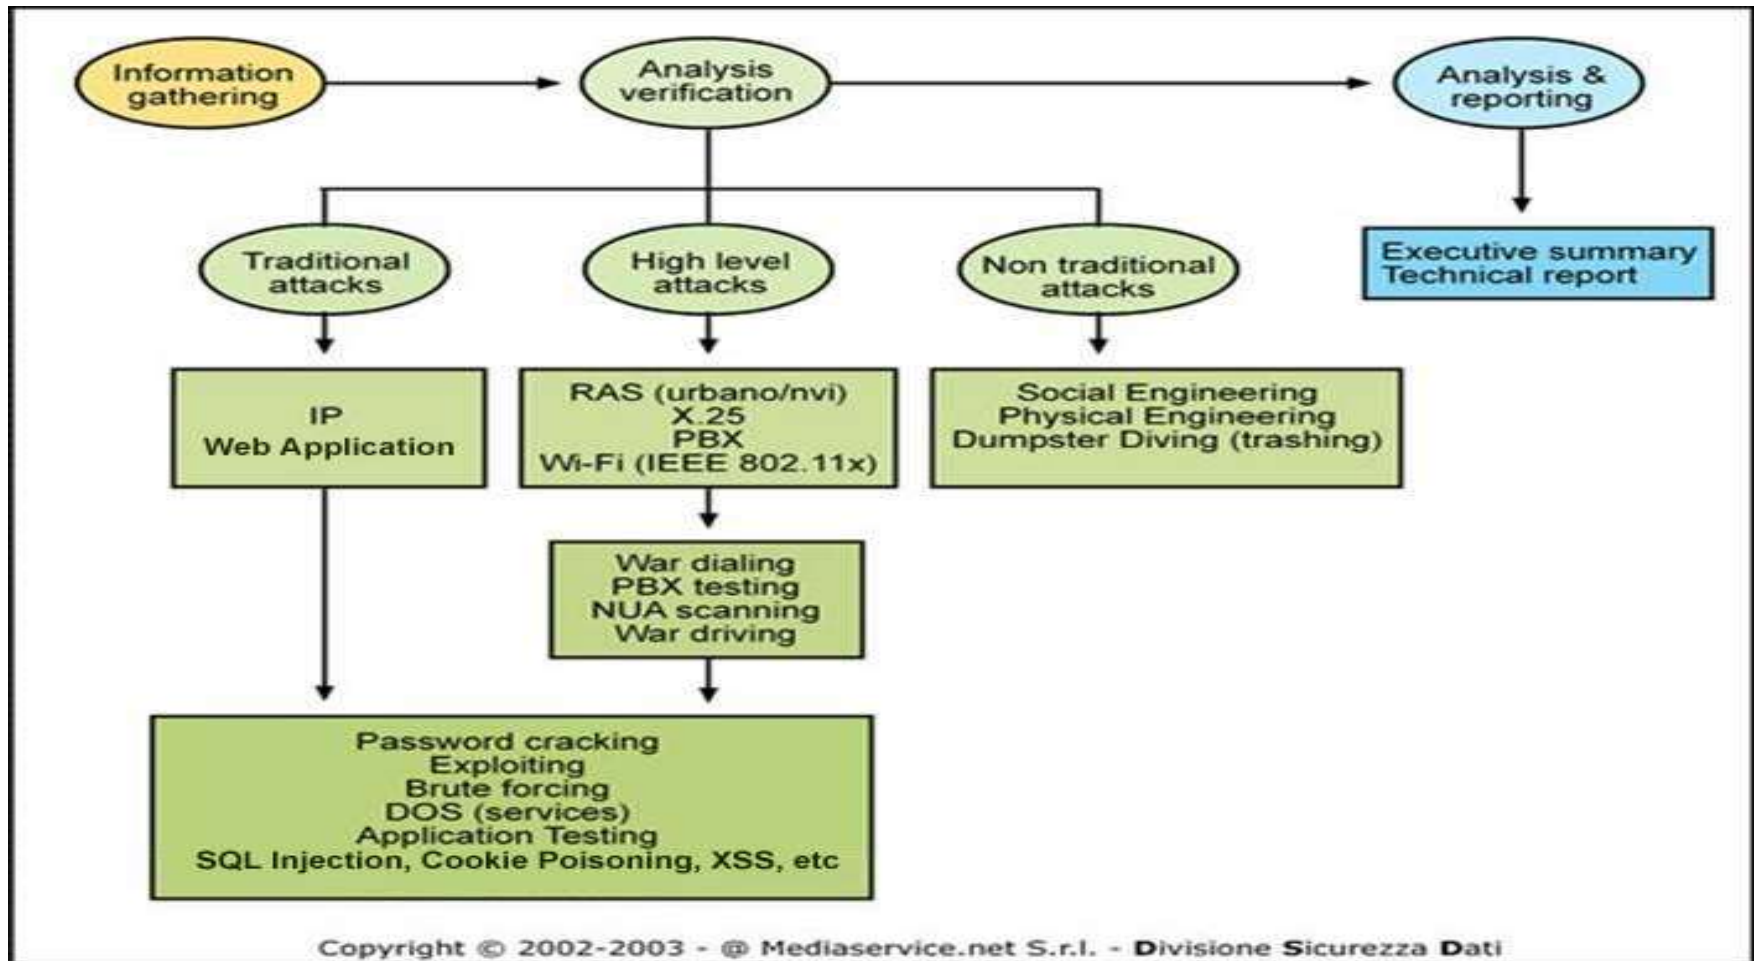 Information
gathering
Analysis
verification
Analysis &
reporting
Traditional
attacks
High level
attacks
Non traditional
attacks
Executive summary
Technical report
IP
Web Application
RAS (urbano/nvi)
X.25
PBX
Wi-Fi (IEEE 802.11x)
Social Engineering
Physical Engineering
Dumpster Diving (trashing)
War dialing
PBX testing
NUA scanning
War driving
Password cracking
Exploiting
Brute forcing
DOS (services)
Application Testing
SQL Injection, Cookie Poisoning, XSS, etc
Copyright © 2002-2003 - @ Mediaservice.net S.r.l. - Divisione Sicurezza Dati